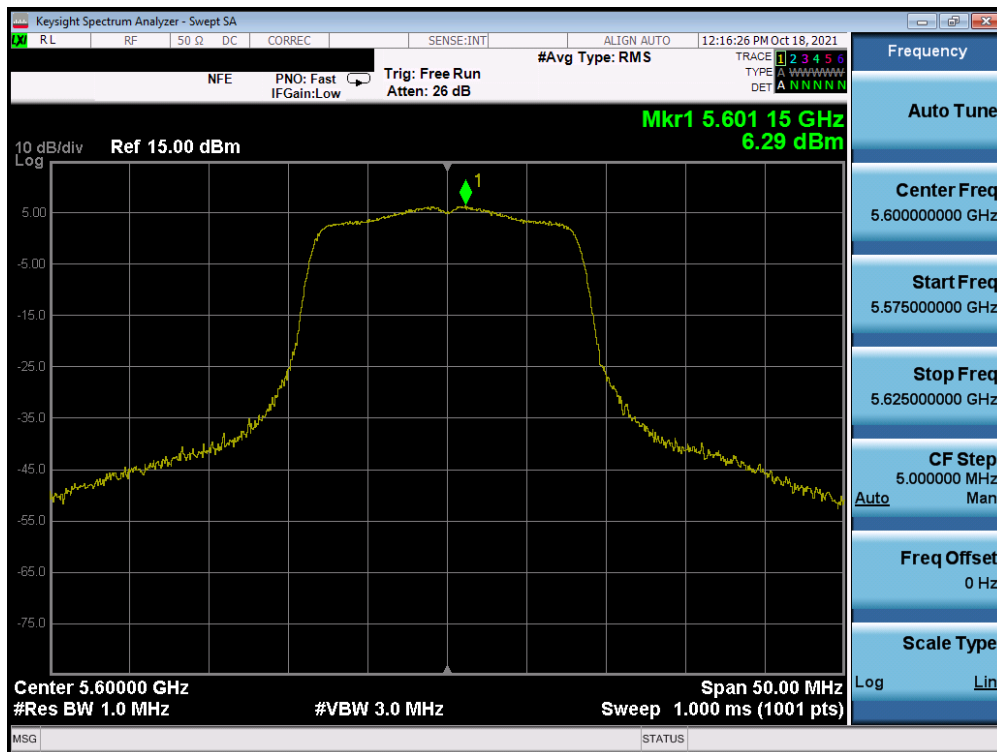 Keysight Spectrum Analyzer - Swept SA
LXI RL RF 50 Ω DC CORREC SENSE:INT ALIGN AUTO 12:16:26 PM Oct 18, 2021
NFE PNO: Fast IFGain:Low
Trig: Free Run
Atten: 26 dB
#Avg Type: RMS
TRACE 1 2 3 4 5 6
TYPE A WWWWW
DET A N N N N N
Mkr1 5.601 15 GHz
6.29 dBm
10 dB/div Ref 15.00 dBm
Log
1
5.00
-5.00
-15.0
-25.0
-35.0
-45.0
-55.0
-65.0
-75.0
Center 5.60000 GHz Span 50.00 MHz
#Res BW 1.0 MHz #VBW 3.0 MHz Sweep 1.000 ms (1001 pts)
MSG STATUS
Frequency
Auto Tune
Center Freq
5.600000000 GHz
Start Freq
5.575000000 GHz
Stop Freq
5.625000000 GHz
CF Step
5.000000 MHz
Auto Man
Freq Offset
0 Hz
Scale Type
Log Lin